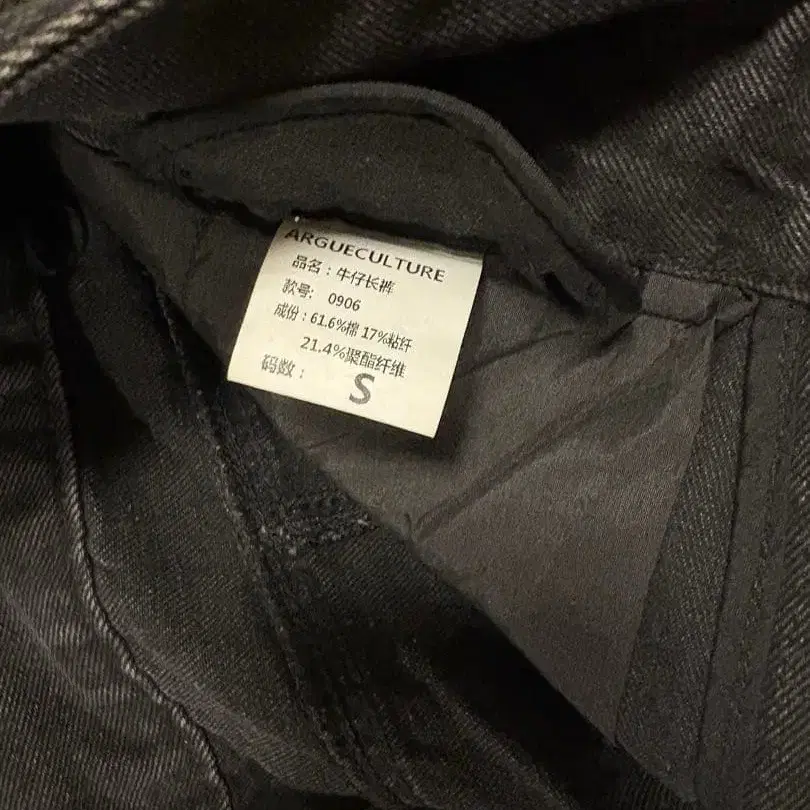 ARGUECULTURE
品名：牛仔长裤
款号: 0906
成份：61.6%棉 17%粘纤
21.4%聚酯纤维
码数： S